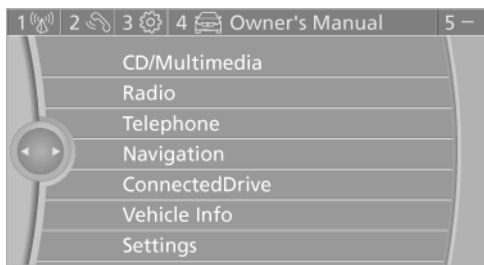 1 2 3 4 Owner's Manual 5 –
CD/Multimedia
Radio
Telephone
Navigation
ConnectedDrive
Vehicle Info
Settings